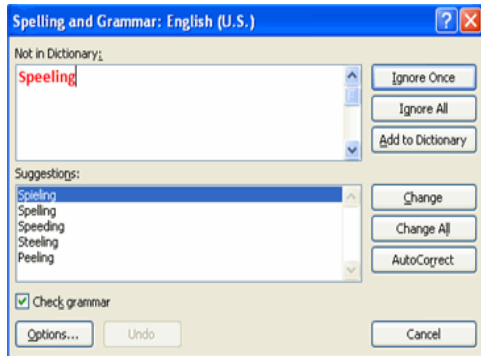 Spelling and Grammar: English (U.S.)
Not in Dictionary:
Speeling
Ignore Once
Ignore All
Add to Dictionary
Suggestions:
Spieling
Spelling
Speeding
Steeling
Peeling
Change
Change All
AutoCorrect
Check grammar
Options...
Undo
Cancel